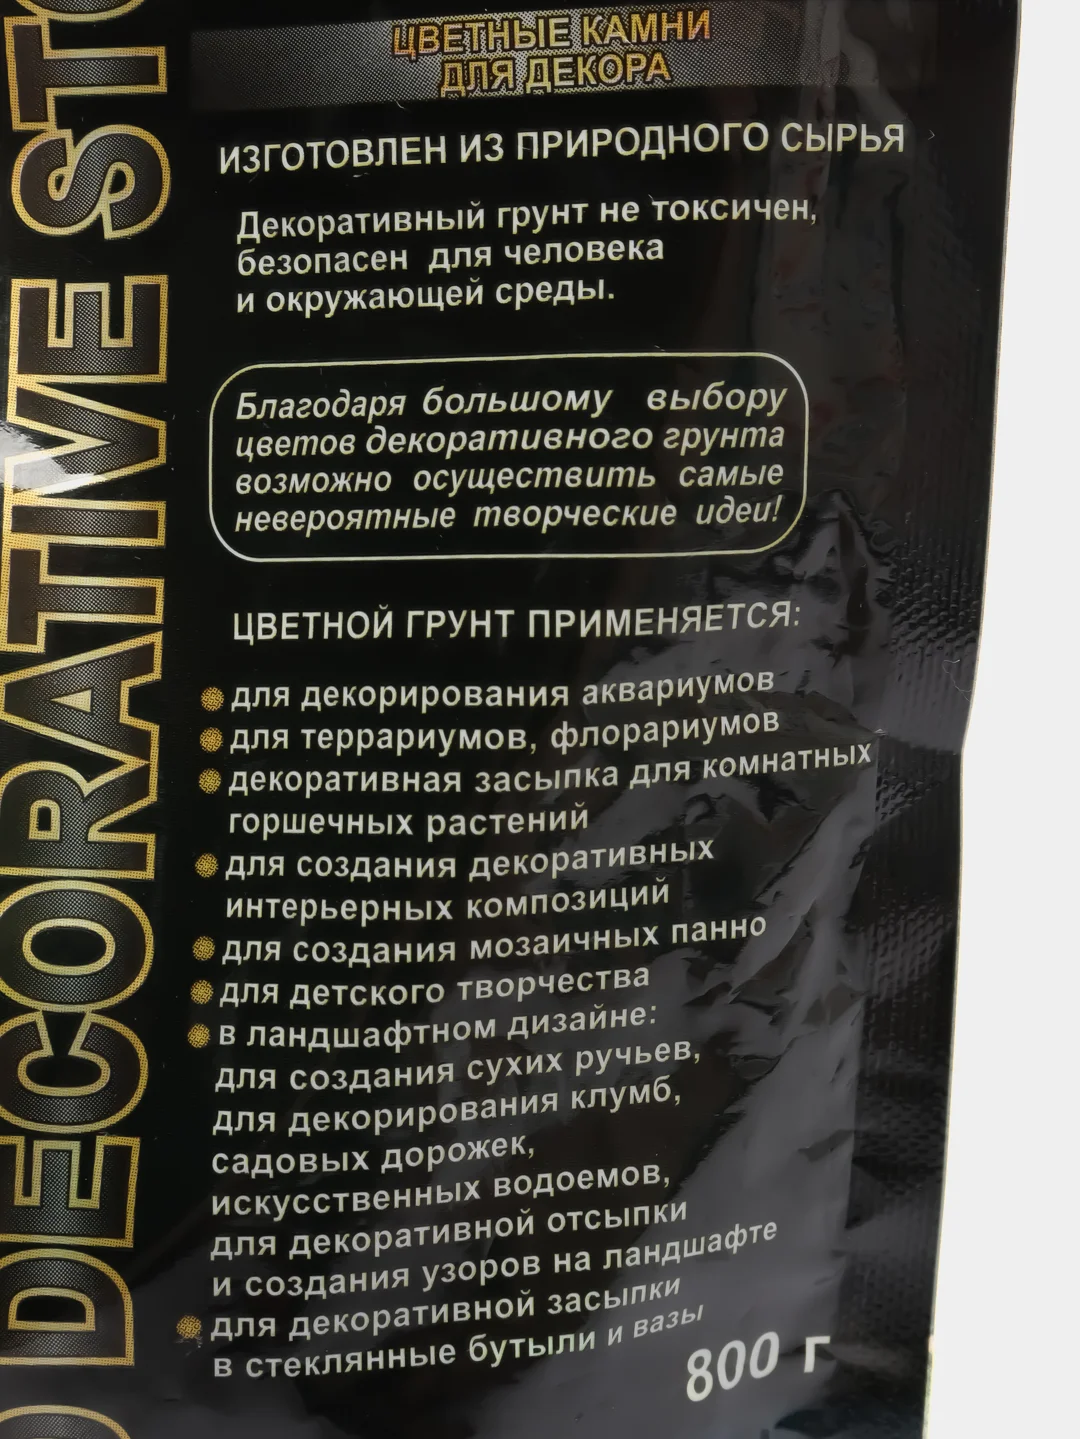 DECORATIVE
ЦВЕТНЫЕ КАМНИ
ДЛЯ ДЕКОРА
ИЗГОТОВЛЕН ИЗ ПРИРОДНОГО СЫРЬЯ
Декоративный грунт не токсичен,
безопасен для человека
и окружающей среды.
Благодаря большому выбору
цветов декоративного грунта
возможно осуществить самые
невероятные творческие идеи!
ЦВЕТНОЙ ГРУНТ ПРИМЕНЯЕТСЯ:
для декорирования аквариумов
для террариумов, флорариумов
декоративная засыпка для комнатных
горшечных растений
для создания декоративных
интерьерных композиций
для создания мозаичных панно
для детского творчества
в ландшафтном дизайне:
для создания сухих ручьев,
для декорирования клумб,
садовых дорожек,
искусственных водоемов,
для декоративной отсыпки
и создания узоров на ландшафте
для декоративной засыпки
в стеклянные бутыли и вазы
800 г